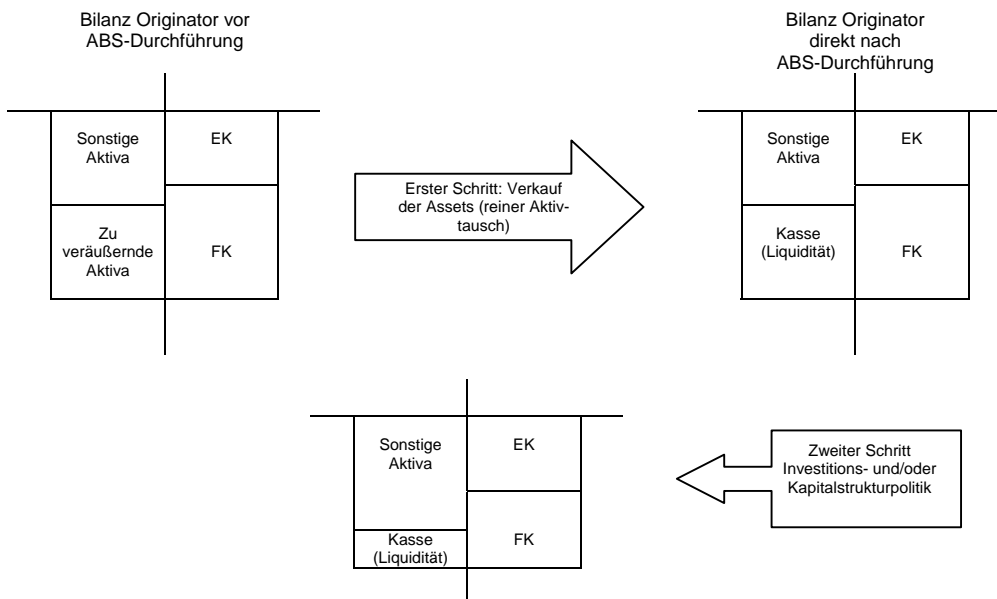 Bilanz Originator vor
ABS-Durchführung
Bilanz Originator
direkt nach
ABS-Durchführung
Sonstige
Aktiva
EK
Zu
veräußernde
Aktiva
FK
Erster Schritt: Verkauf
der Assets (reiner Aktiv-
tausch)
Sonstige
Aktiva
EK
Kasse
(Liquidität)
FK
Sonstige
Aktiva
EK
Kasse
(Liquidität)
FK
Zweiter Schritt
Investitions- und/oder
Kapitalstrukturpolitik